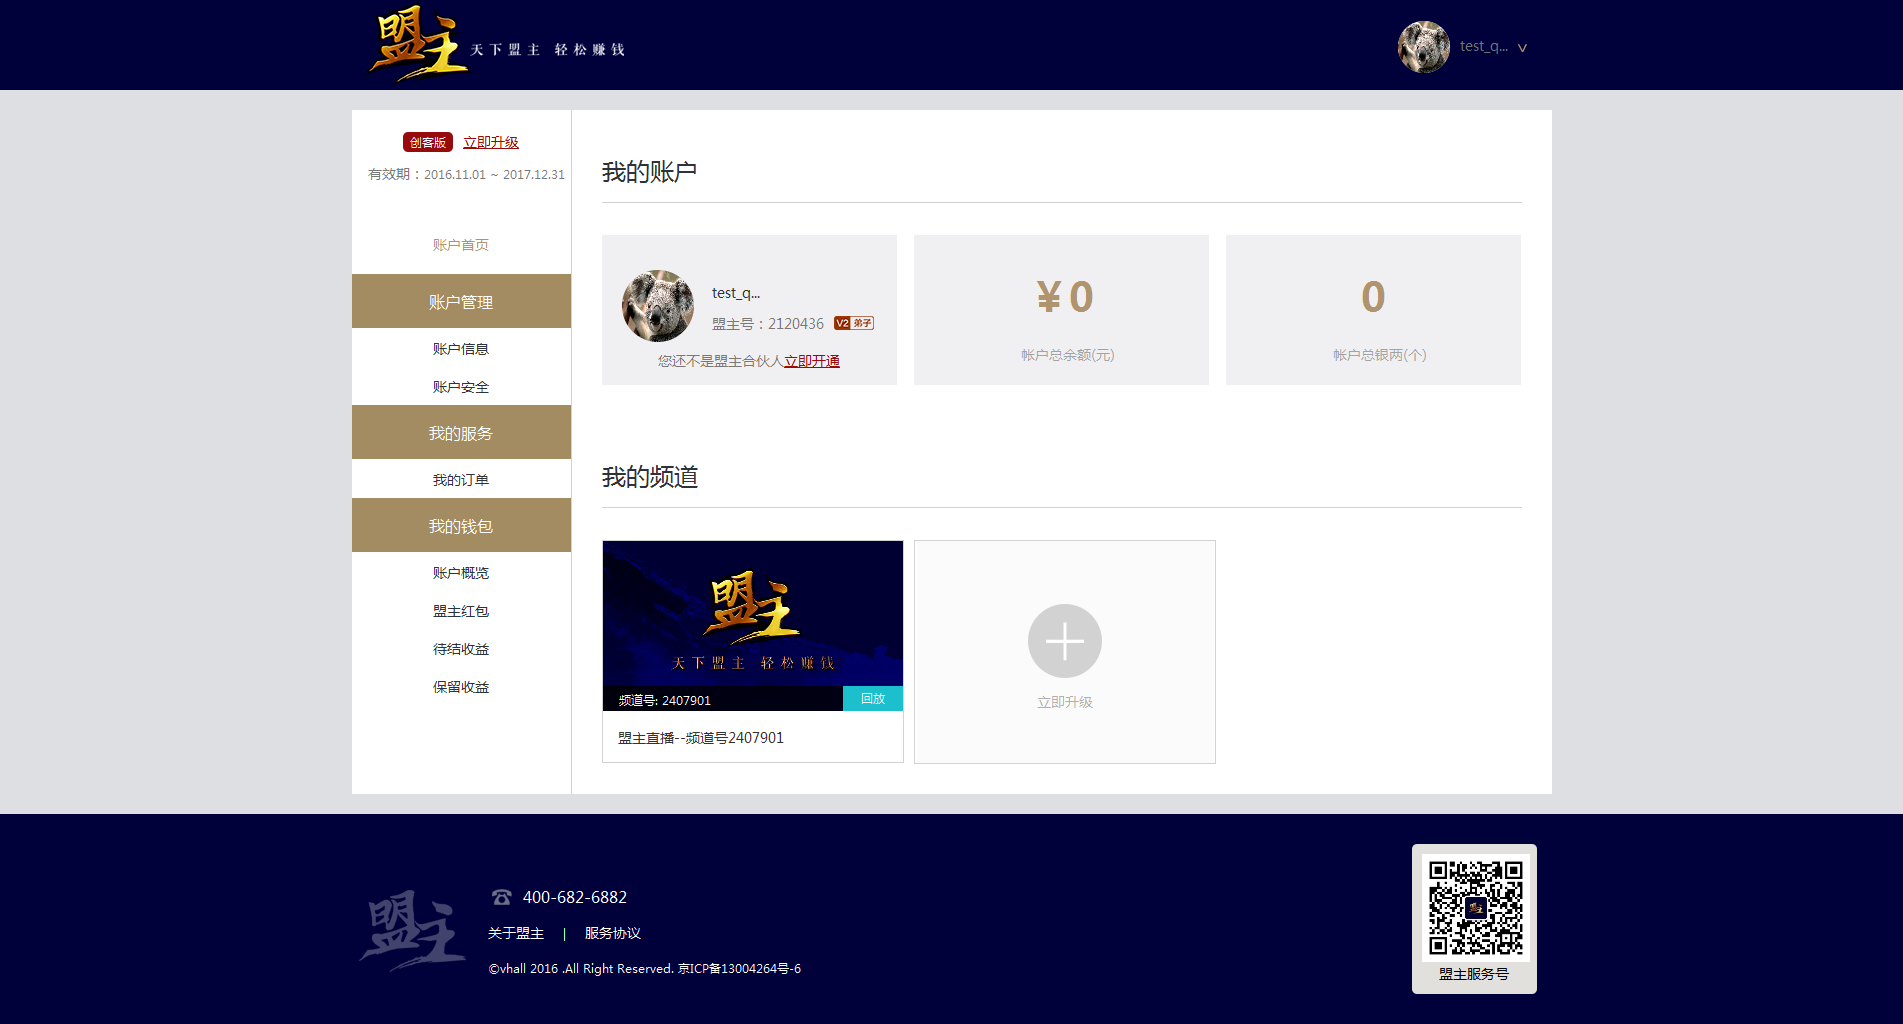 盟主
天下盟主 轻松赚钱
test_q...
创客版 立即升级
有效期：2016.11.01 ~ 2017.12.31
账户首页
账户管理
账户信息
账户安全
我的服务
我的订单
我的钱包
账户概览
盟主红包
待结收益
保留收益
我的账户
test_q...
盟主号：2120436 V2 弟子
您还不是盟主合伙人立即开通
¥ 0
帐户总余额(元)
0
帐户总银两(个)
我的频道
盟主
天下盟主 轻松赚钱
频道号: 2407901 回放
盟主直播--频道号2407901
立即升级
盟主
400-682-6882
关于盟主 | 服务协议
©vhall 2016 .All Right Reserved. 京ICP备13004264号-6
盟主
盟主服务号